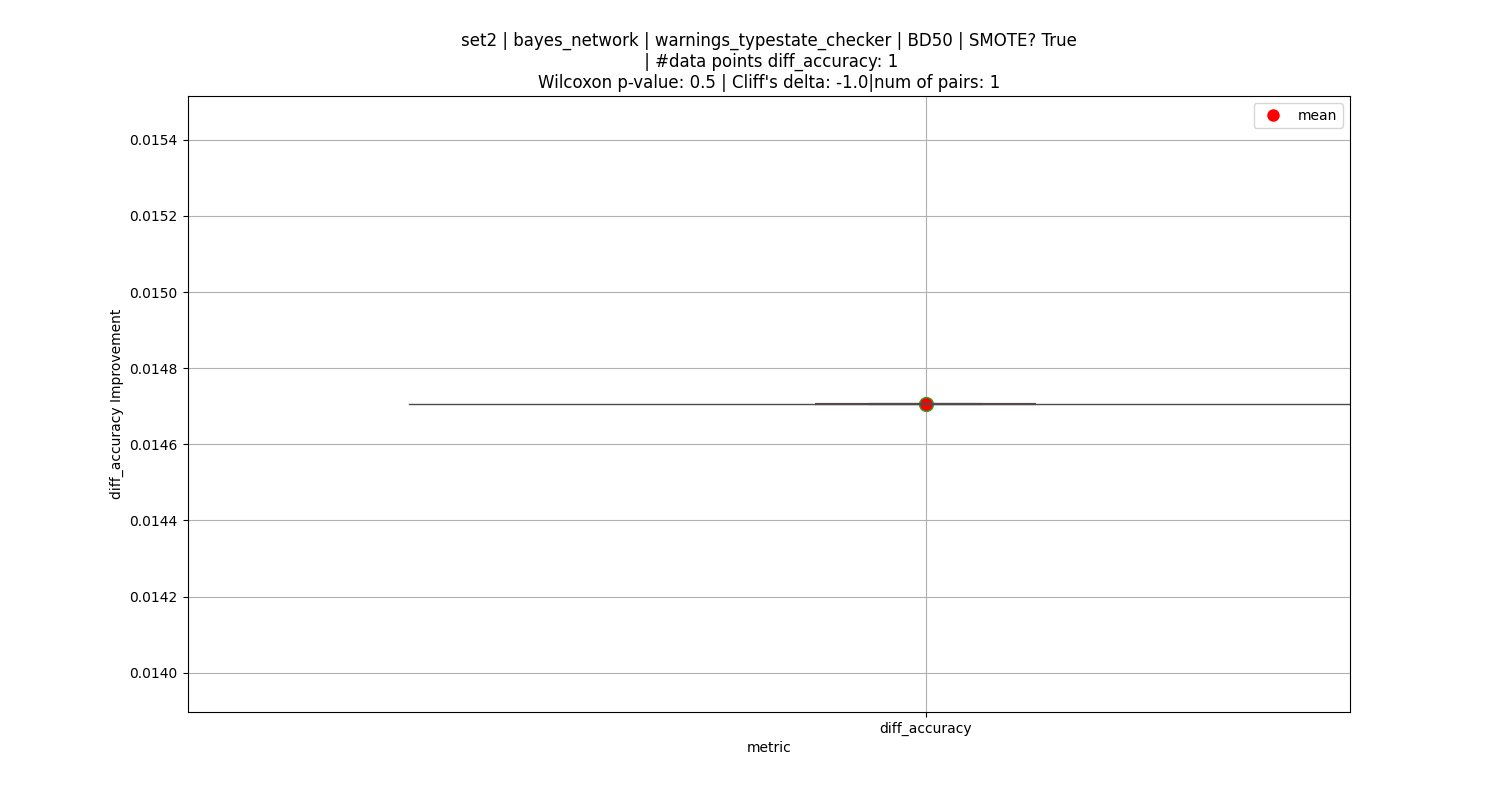 set2 | bayes_network | warnings_typestate_checker | BD50 | SMOTE? True
| #data points diff_accuracy: 1
Wilcoxon p-value: 0.5 | Cliff's delta: -1.0|num of pairs: 1
mean
0.0154
0.0152
0.0150
0.0148
0.0146
0.0144
0.0142
0.0140
diff_accuracy Improvement
diff_accuracy
metric